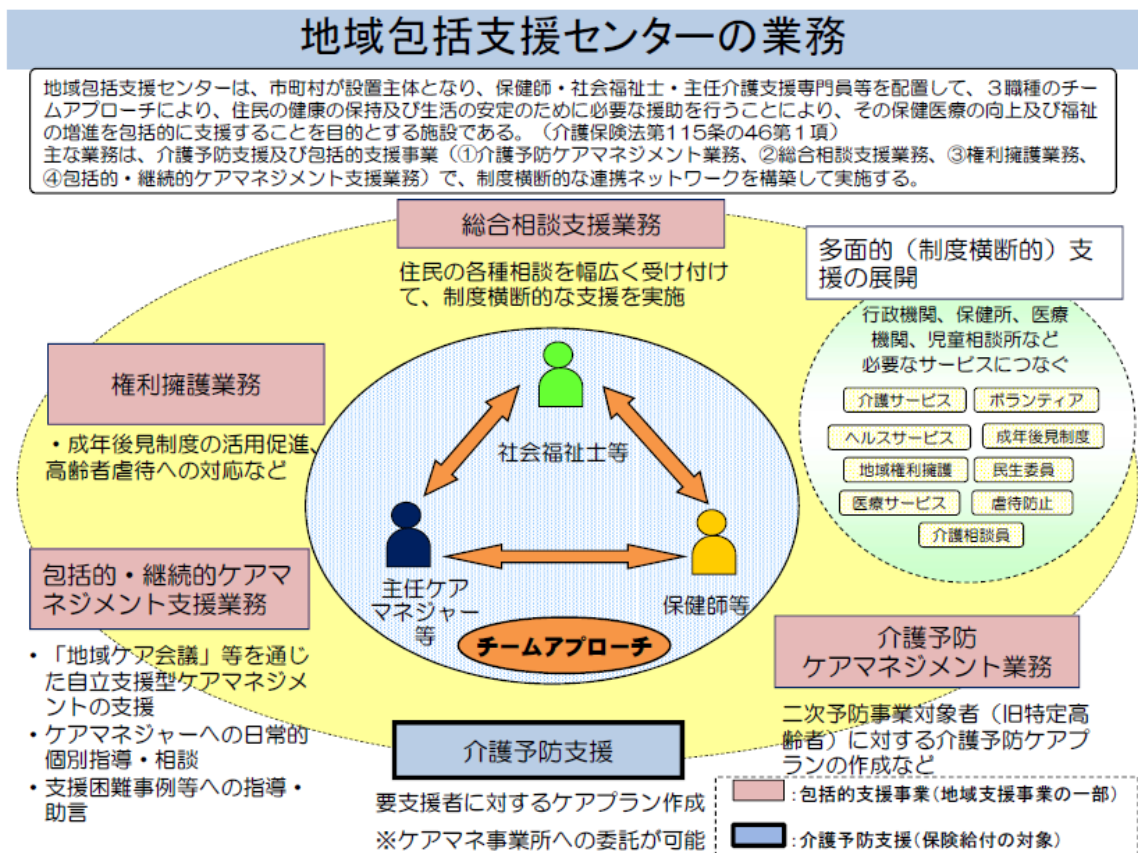 地域包括支援センターの業務
地域包括支援センターは、市町村が設置主体となり、保健師・社会福祉士・主任介護支援専門員等を配置して、３職種のチー
ムアプローチにより、住民の健康の保持及び生活の安定のために必要な援助を行うことにより、その保健医療の向上及び福祉
の増進を包括的に支援することを目的とする施設である。（介護保険法第115条の46第１項）
主な業務は、介護予防支援及び包括的支援事業（①介護予防ケアマネジメント業務、②総合相談支援業務、③権利擁護業務、
④包括的・継続的ケアマネジメント支援業務）で、制度横断的な連携ネットワークを構築して実施する。
総合相談支援業務
住民の各種相談を幅広く受け付け
て、制度横断的な支援を実施
多面的（制度横断的）支
援の展開
行政機関、保健所、医療
機関、児童相談所など
必要なサービスにつなぐ
介護サービス
ボランティア
ヘルスサービス
成年後見制度
地域権利擁護
民生委員
医療サービス
虐待防止
介護相談員
権利擁護業務
・成年後見制度の活用促進、
高齢者虐待への対応など
社会福祉士等
主任ケア
マネジャー
等
保健師等
チームアプローチ
包括的・継続的ケアマ
ネジメント支援業務
・「地域ケア会議」等を通じ
た自立支援型ケアマネジメ
ントの支援
・ケアマネジャーへの日常的
個別指導・相談
・支援困難事例等への指導・
助言
介護予防
ケアマネジメント業務
二次予防事業対象者（旧特定高
齢者）に対する介護予防ケアプ
ランの作成など
介護予防支援
要支援者に対するケアプラン作成
※ケアマネ事業所への委託が可能
：包括的支援事業（地域支援事業の一部）
：介護予防支援（保険給付の対象）